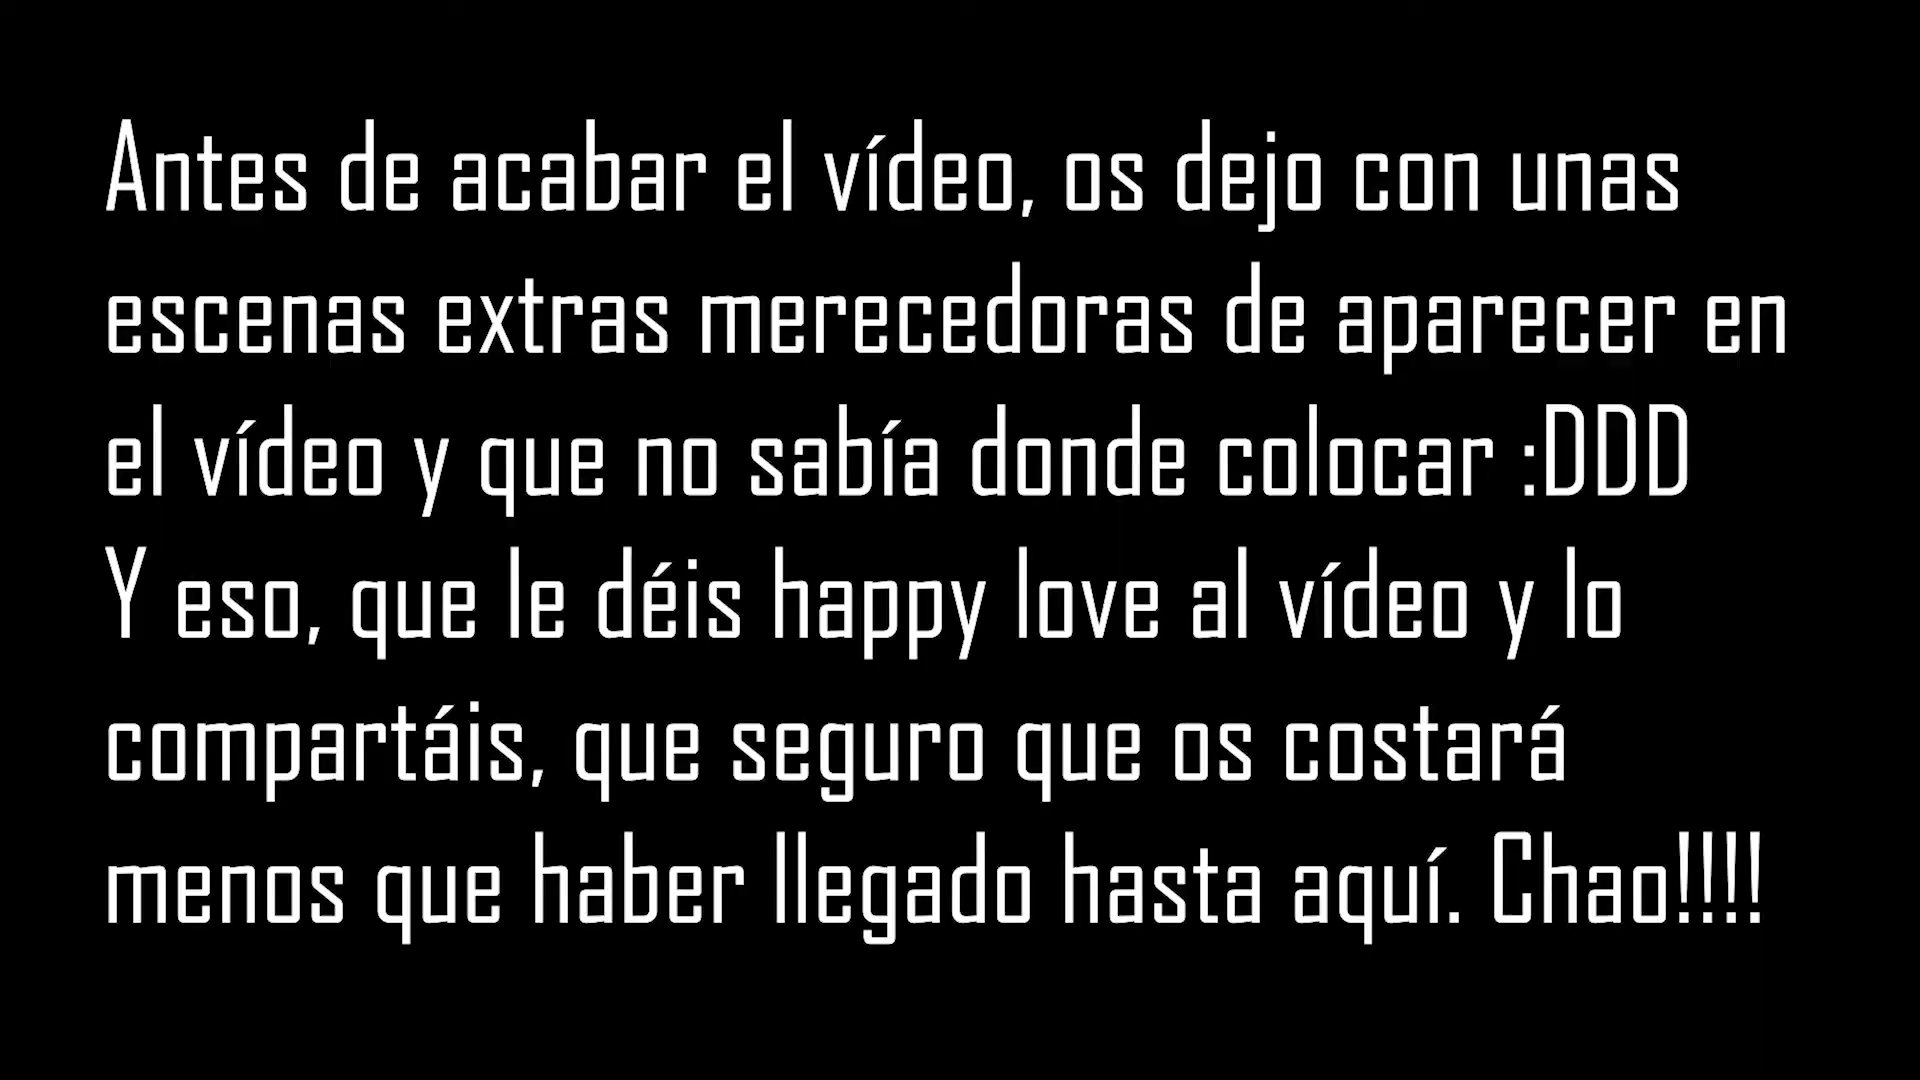 Antes de acabar el vídeo, os dejo con unas
escenas extras merecedoras de aparecer en
el vídeo y que no sabía donde colocar :DDD
Y eso, que le déis happy love al vídeo y lo
compartáis, que seguro que os costará
menos que haber llegado hasta aquí. Chao!!!!